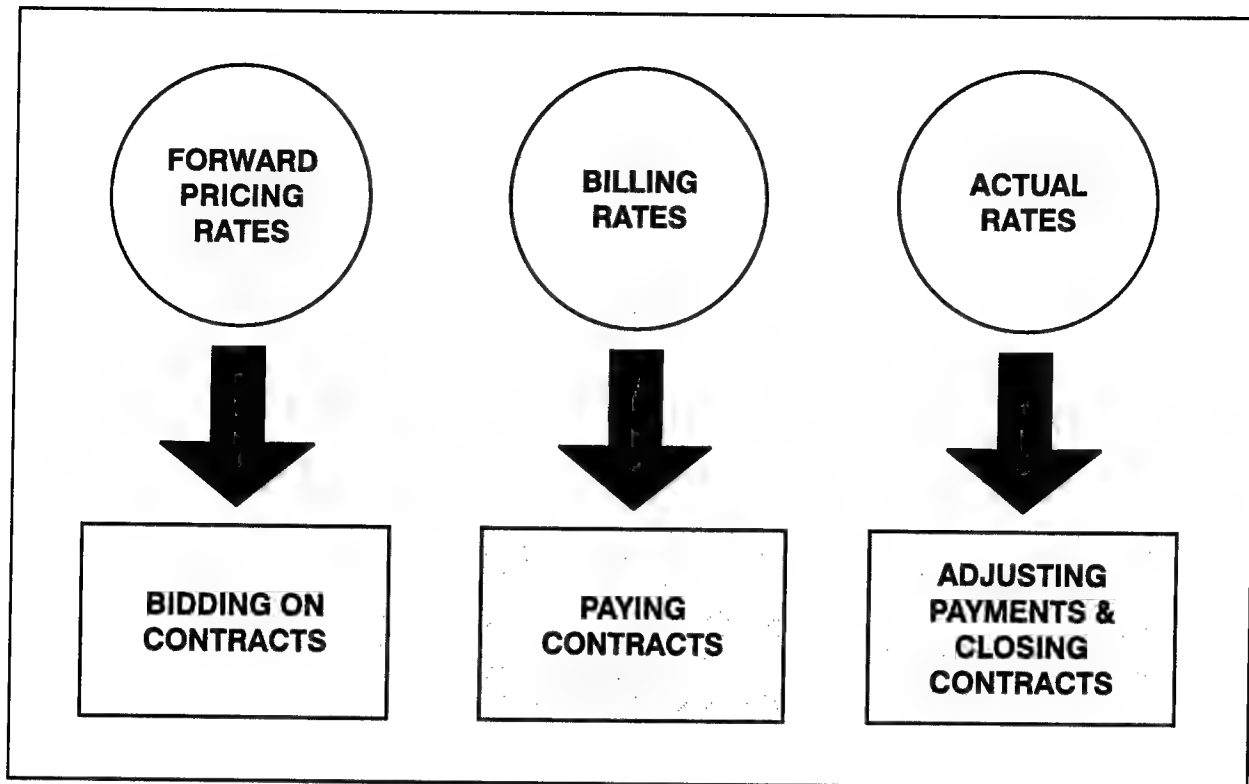 FORWARD
PRICING
RATES
BILLING
RATES
ACTUAL
RATES
BIDDING ON
CONTRACTS
PAYING
CONTRACTS
ADJUSTING
PAYMENTS &
CLOSING
CONTRACTS